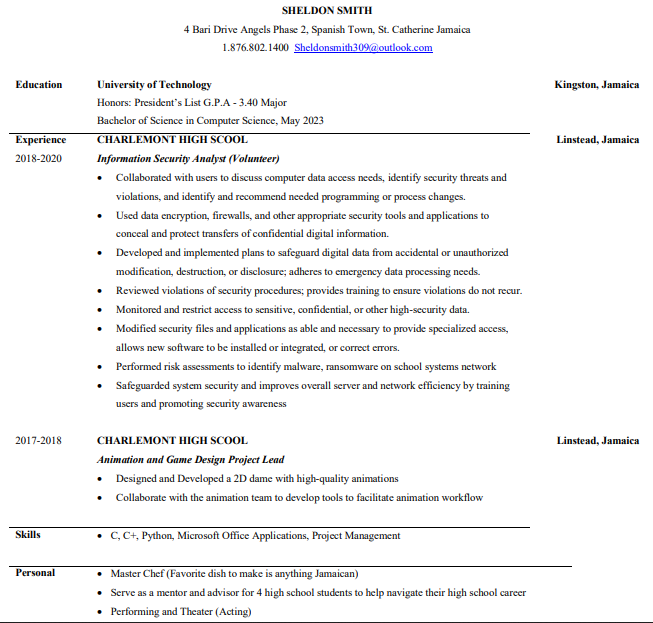 SHELDON SMITH
4 Bari Drive Angels Phase 2, Spanish Town, St. Catherine Jamaica
1.876.802.1400 Sheldonsmith309@outlook.com
Education University of Technology Kingston, Jamaica
Honors: President's List G.P.A - 3.40 Major
Bachelor of Science in Computer Science, May 2023
Experience CHARLEMONT HIGH SCOOL Linstead, Jamaica
2018-2020 Information Security Analyst (Volunteer)
• Collaborated with users to discuss computer data access needs, identify security threats and
violations, and identify and recommend needed programming or process changes.
• Used data encryption, firewalls, and other appropriate security tools and applications to
conceal and protect transfers of confidential digital information.
• Developed and implemented plans to safeguard digital data from accidental or unauthorized
modification, destruction, or disclosure; adheres to emergency data processing needs.
• Reviewed violations of security procedures; provides training to ensure violations do not recur.
• Monitored and restrict access to sensitive, confidential, or other high-security data.
• Modified security files and applications as able and necessary to provide specialized access,
allows new software to be installed or integrated, or correct errors.
• Performed risk assessments to identify malware, ransomware on school systems network
• Safeguarded system security and improves overall server and network efficiency by training
users and promoting security awareness
2017-2018 CHARLEMONT HIGH SCOOL Linstead, Jamaica
Animation and Game Design Project Lead
• Designed and Developed a 2D dame with high-quality animations
• Collaborate with the animation team to develop tools to facilitate animation workflow
Skills • C, C+, Python, Microsoft Office Applications, Project Management
Personal • Master Chef (Favorite dish to make is anything Jamaican)
• Serve as a mentor and advisor for 4 high school students to help navigate their high school career
• Performing and Theater (Acting)